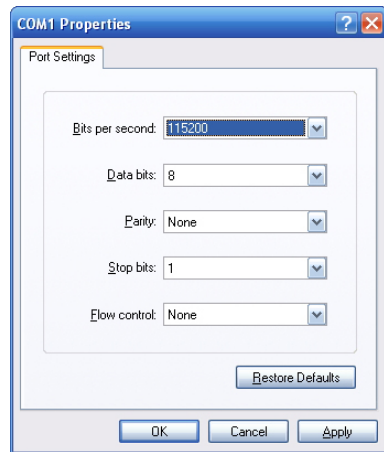 COM1 Properties
Port Settings
Bits per second: 115200
Data bits: 8
Parity: None
Stop bits: 1
Flow control: None
Restore Defaults
OK Cancel Apply